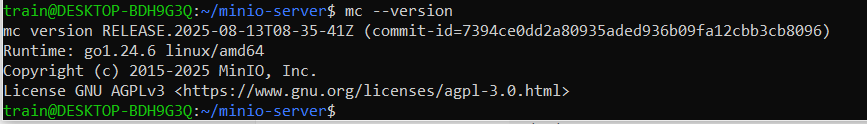 train@DESKTOP-BDH9G3Q:~/minio-server$ mc --version
mc version RELEASE.2025-08-13T08-35-41Z (commit-id=7394ce0dd2a80935aded936b09fa12cbb3cb8096)
Runtime: go1.24.6 linux/amd64
Copyright (c) 2015-2025 MinIO, Inc.
License GNU AGPLv3 <https://www.gnu.org/licenses/agpl-3.0.html>
train@DESKTOP-BDH9G3Q:~/minio-server$